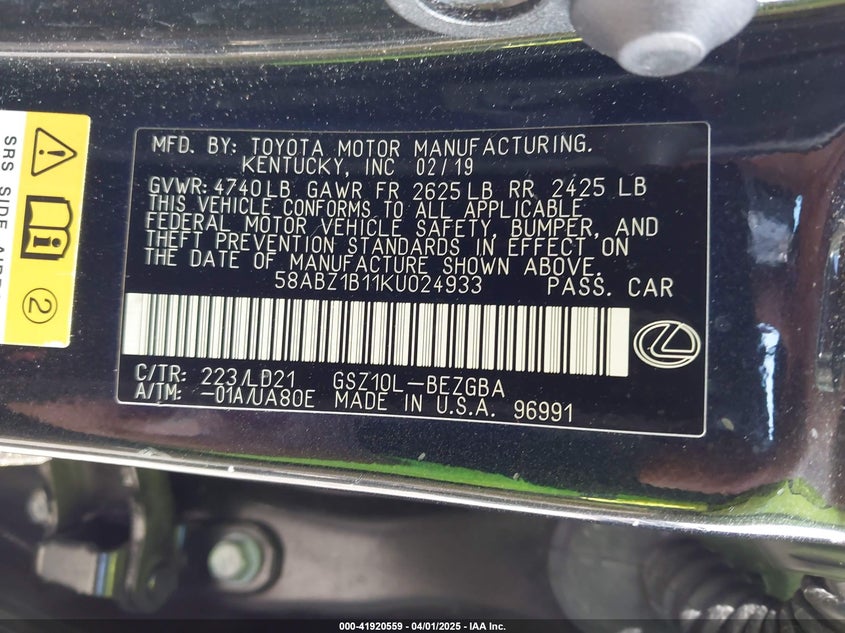 MFD. BY: TOYOTA MOTOR MANUFACTURING.
KENTUCKY, INC 02/19
GVWR: 4740LB GAWR FR 2625LB RR 2425 LB
THIS VEHICLE CONFORMS TO ALL APPLICABLE
FEDERAL MOTOR VEHICLE SAFETY, BUMPER, AND
THEFT PREVENTION STANDARDS IN EFFECT ON
THE DATE OF MANUFACTURE SHOWN ABOVE.
58ABZ1B11KU024933 PASS. CAR
C/TR: 223/LD21 GSZ10L-BEZGBA
A/TM: -01A/UA80E MADE IN U.S.A. 96991
SRS SIDE
2
000-41920559 - 04/01/2025 - IAA Inc.